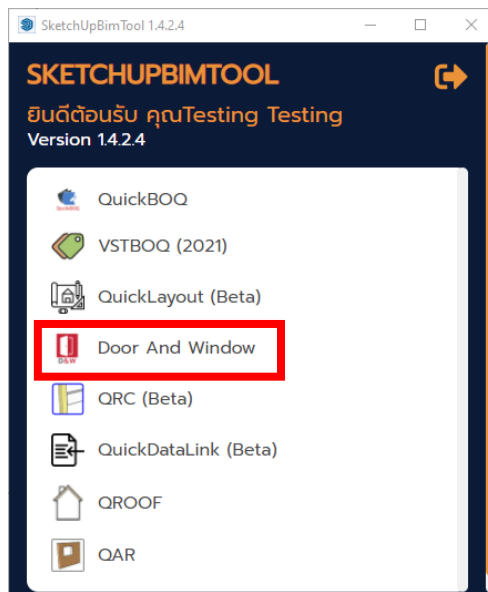 SketchUpBimTool 1.4.2.4
SKETCHUPBIMTOOL
ยินดีต้อนรับ คุณTesting Testing
Version 1.4.2.4
QuickBOQ
VSTBOQ (2021)
QuickLayout (Beta)
D&W
Door And Window
QRC (Beta)
QuickDataLink (Beta)
QROOF
QAR